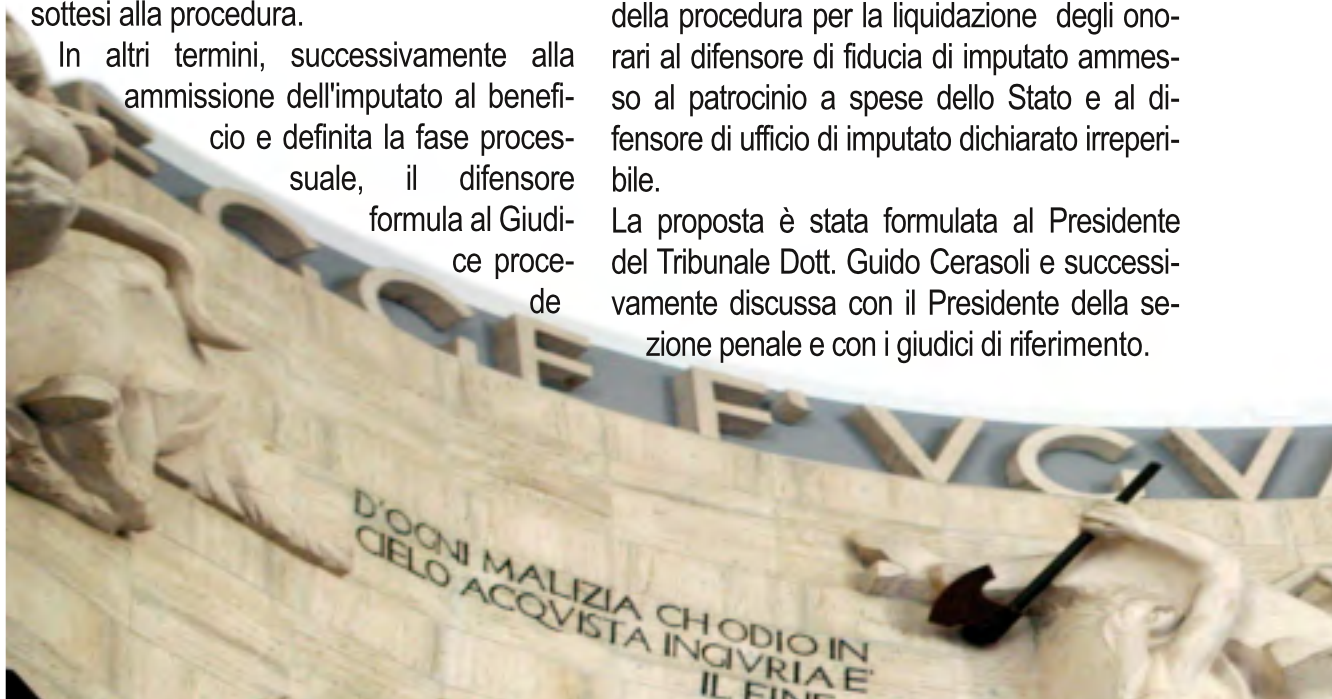 sottesi alla procedura.
In altri termini, successivamente alla
ammissione dell'imputato al benefi-
cio e definita la fase proces-
suale, il difensore
formula al Giudi-
ce proce-
de
della procedura per la liquidazione degli ono-
rari al difensore di fiducia di imputato ammes-
so al patrocinio a spese dello Stato e al di-
fensore di ufficio di imputato dichiarato irreperi-
bile.
La proposta è stata formulata al Presidente
del Tribunale Dott. Guido Cerasoli e successi-
vamente discussa con il Presidente della se-
zione penale e con i giudici di riferimento.
E' VGV
D'OGNI MALIZIA CH ODIO IN
CIELO ACQVISTA INGIVRIA E'
IL FINE